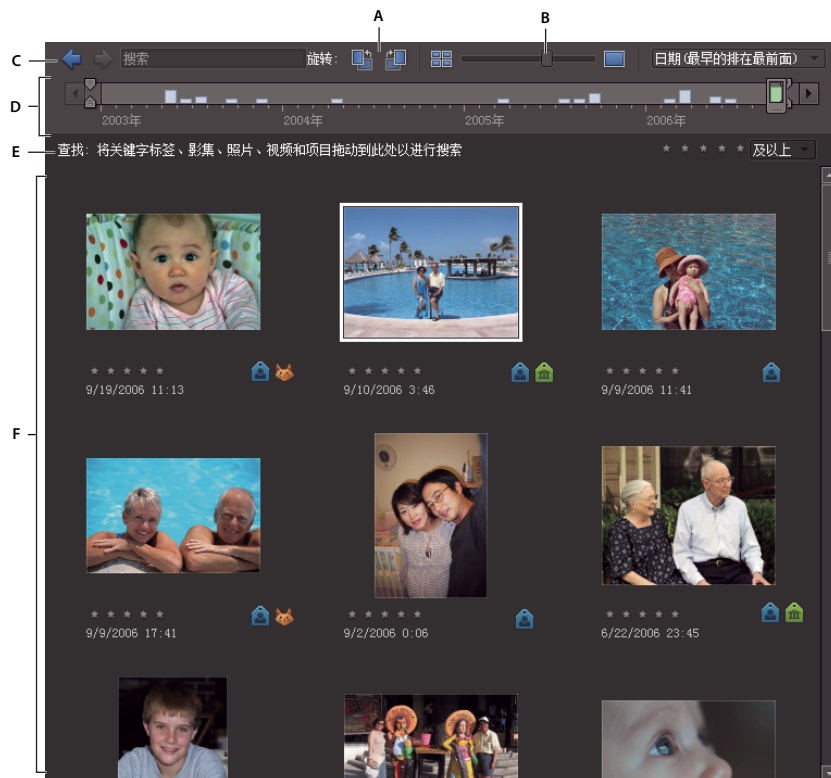 A
B
C
搜索
旋转:
日期(最早的排在最前面)
D
2003年
2004年
2005年
2006年
E
查找: 将关键字标签、影集、照片、视频和项目拖动到此处以进行搜索
及以上
9/19/2006 11:13
9/10/2006 3:46
9/9/2006 11:41
F
9/9/2006 17:41
9/2/2006 0:06
6/22/2006 23:45